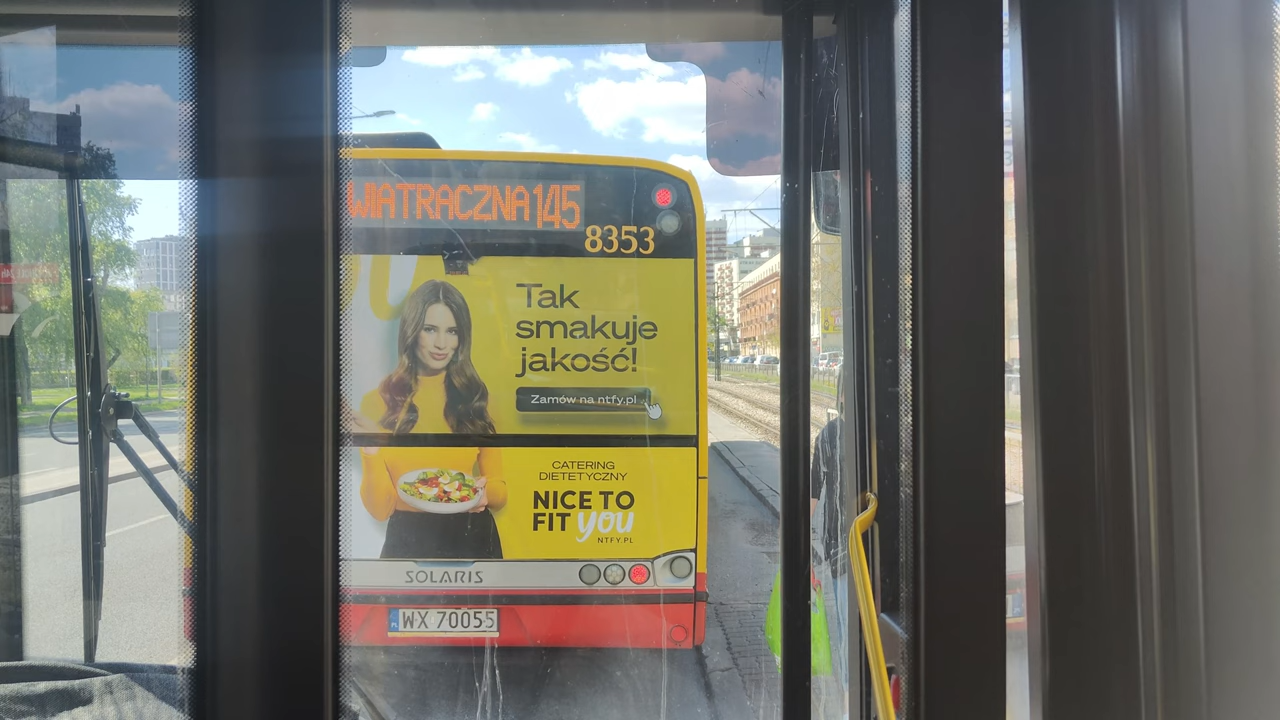 WIATRACZNA 145
8353
Tak
smakuje
jakość!
Zamów na ntfy.pl
CATERING
DIETETYCZNY
NICE TO
FIT you
NTFY.PL
SOLARIS
PL WX 70055